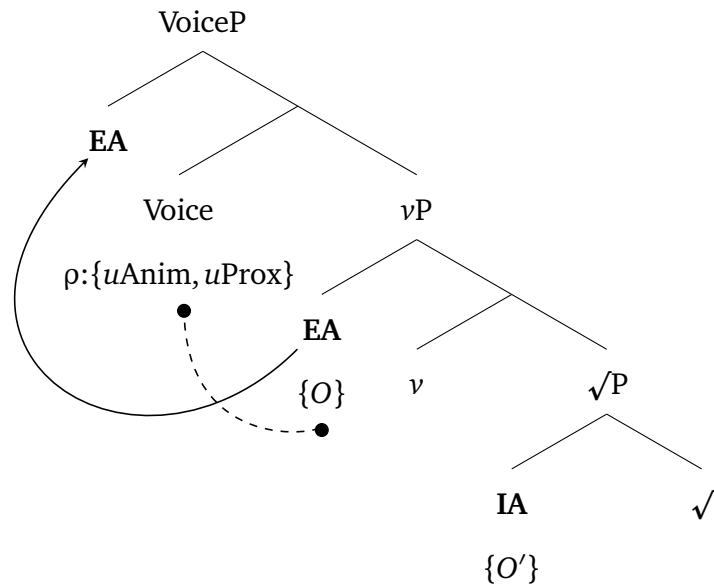 VoiceP
EA
Voice
vP
ρ:{uAnim, uProx}
EA
{O}
v
√P
IA
√
{O′}